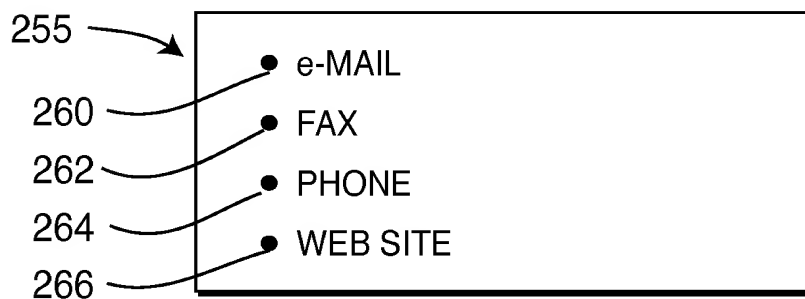 255
● e-MAIL
260
● FAX
262
● PHONE
264
● WEB SITE
266